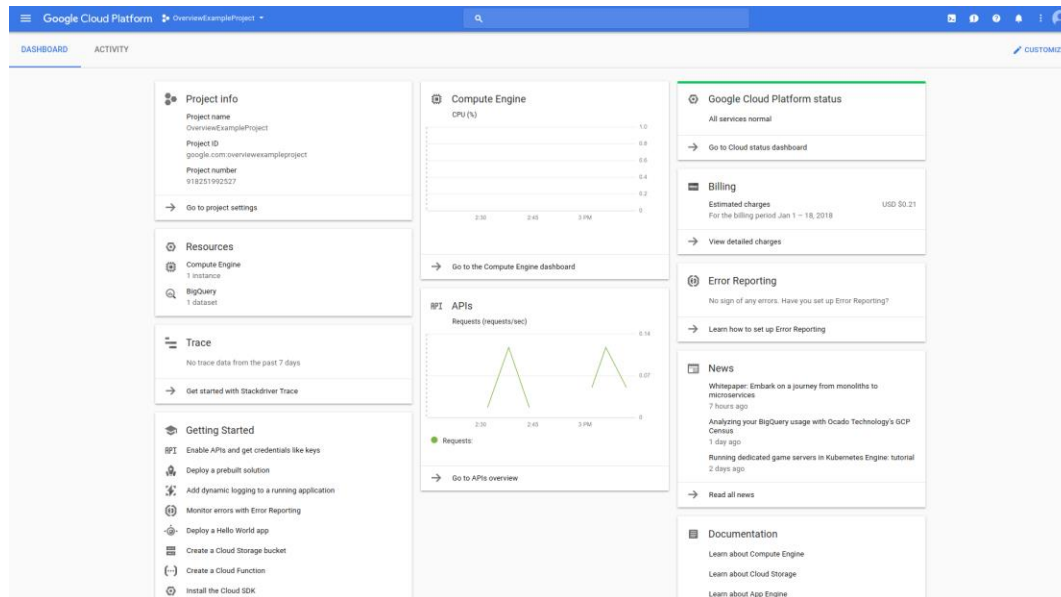 Google Cloud Platform
OverviewExampleProject
DASHBOARD
ACTIVITY
CUSTOMIZ
Project info
Project name
OverviewExampleProject
Project ID
google.com:overviewexampleproject
Project number
918251992527
Go to project settings
Resources
Compute Engine
1 instance
BigQuery
1 dataset
Trace
No trace data from the past 7 days
Get started with Stackdriver Trace
Getting Started
API Enable APIs and get credentials like keys
Deploy a prebuilt solution
Add dynamic logging to a running application
Monitor errors with Error Reporting
Deploy a Hello World app
Create a Cloud Storage bucket
Create a Cloud Function
Install the Cloud SDK
Compute Engine
CPU (%)
1.0
0.8
0.6
0.4
0.2
0
2:30 2:45 3 PM
Go to the Compute Engine dashboard
API APIs
Requests (requests/sec)
0.14
0.07
0
2:30 2:45 3 PM
Requests:
Go to APIs overview
Google Cloud Platform status
All services normal
Go to Cloud status dashboard
Billing
Estimated charges USD $0.21
For the billing period Jan 1 – 18, 2018
View detailed charges
Error Reporting
No sign of any errors. Have you set up Error Reporting?
Learn how to set up Error Reporting
News
Whitepaper: Embark on a journey from monoliths to
microservices
7 hours ago
Analyzing your BigQuery usage with Ocado Technology's GCP
Census
1 day ago
Running dedicated game servers in Kubernetes Engine: tutorial
2 days ago
Read all news
Documentation
Learn about Compute Engine
Learn about Cloud Storage
Learn about App Engine